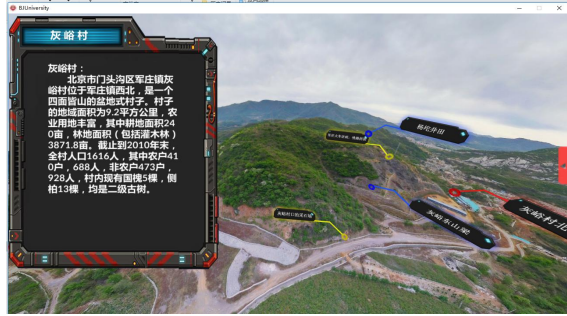 BJUniversity
灰峪村
灰峪村：
北京市门头沟区军庄镇灰
峪村位于军庄镇西北，是一个
四面皆山的盆地式村子。村子
的地域面积为9.2平方公里，农
业用地丰富，其中耕地面积24
0亩，林地面积（包括灌木林）
3871.8亩。截止到2010年末，
全村人口1616人，其中农户41
0户，688人，非农户473户，
928人，村内现有国槐5棵，侧
柏13棵，均是二级古树。
杨坨井田
灰峪东山梁
灰峪村北